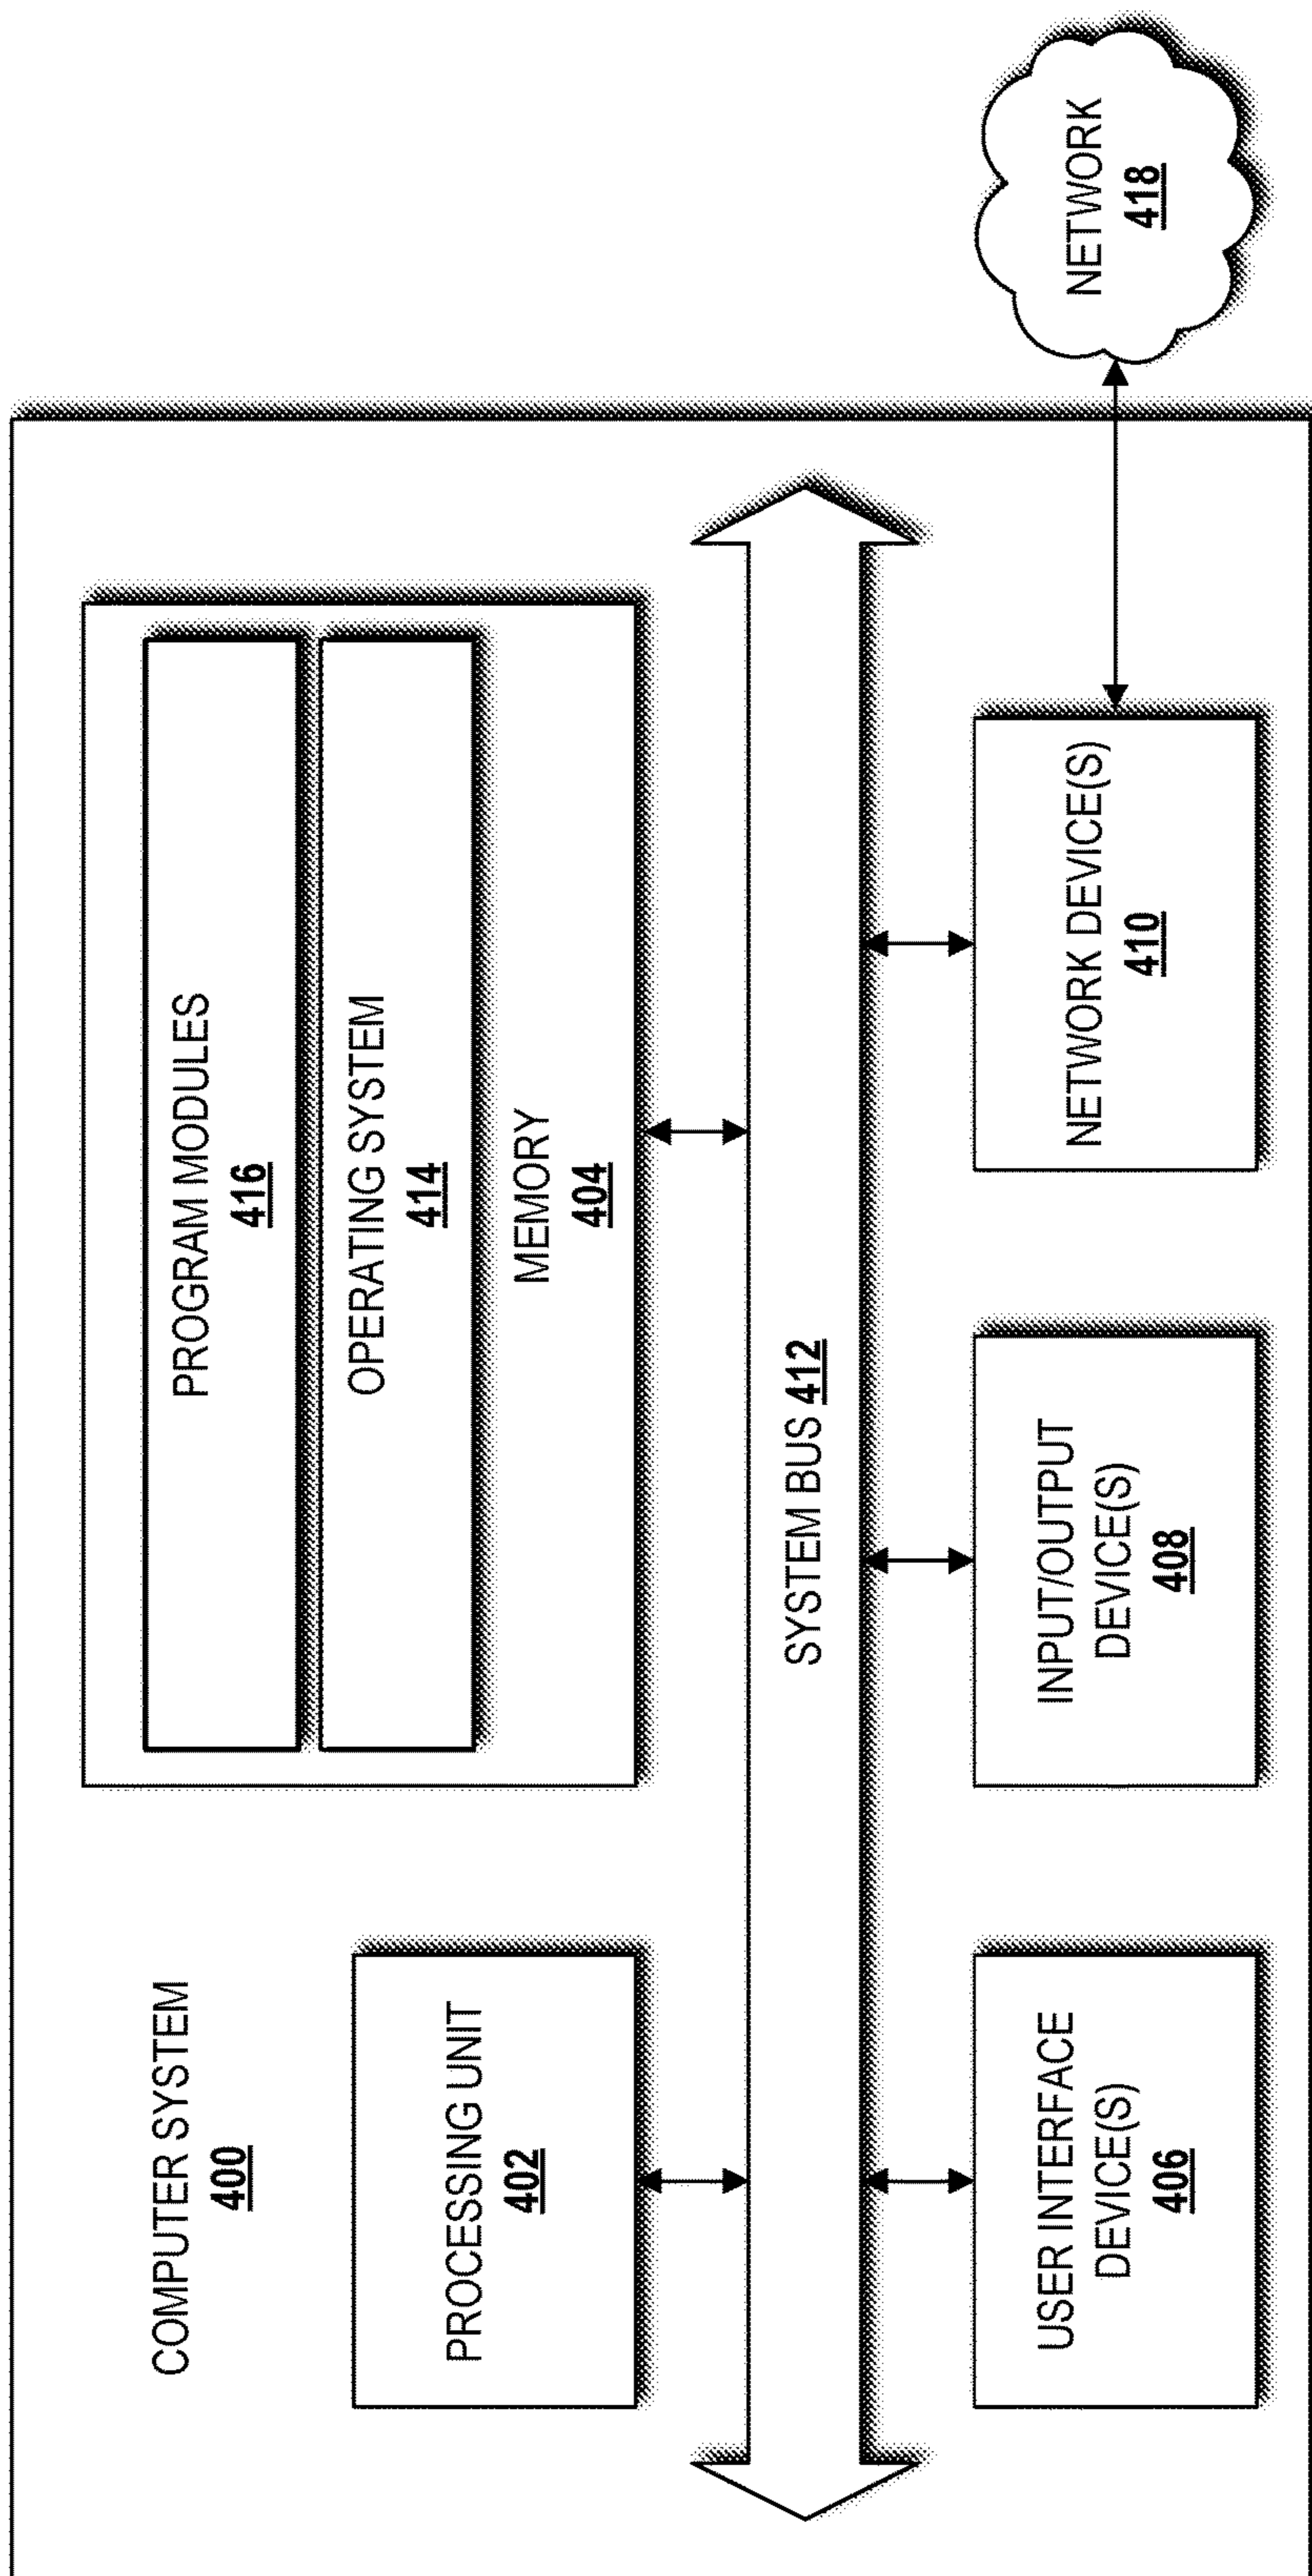 COMPUTER SYSTEM
400
PROCESSING UNIT
402
PROGRAM MODULES
416
OPERATING SYSTEM
414
MEMORY
404
SYSTEM BUS 412
USER INTERFACE
DEVICE(S)
406
INPUT/OUTPUT
DEVICE(S)
408
NETWORK DEVICE(S)
410
NETWORK
418